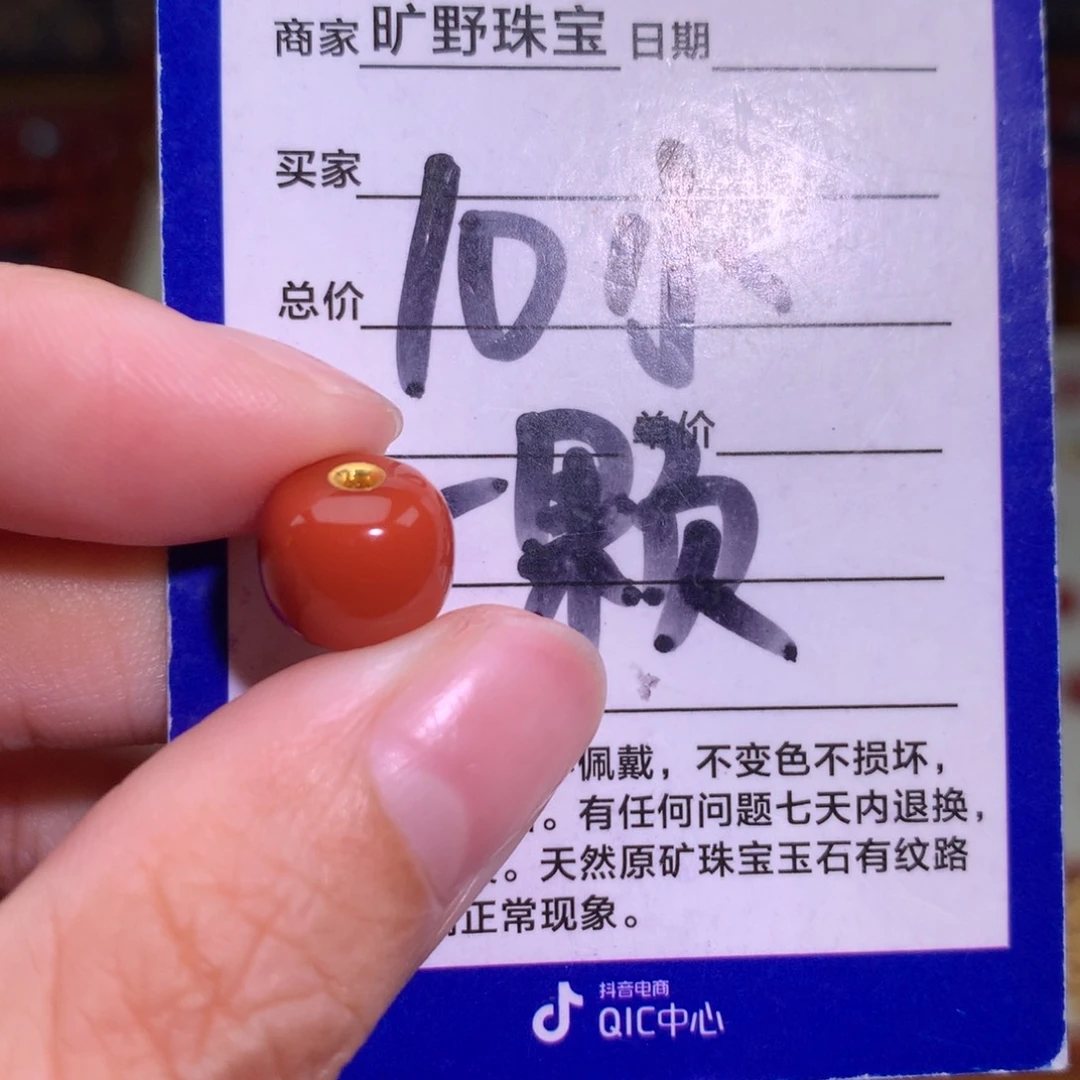 商家 旷野珠宝 日期
买家
总价
10小
单价
一颗
佩戴，不变色不损坏，
。有任何问题七天内退换，
。天然原矿珠宝玉石有纹路
正常现象。
抖音电商
QIC中心